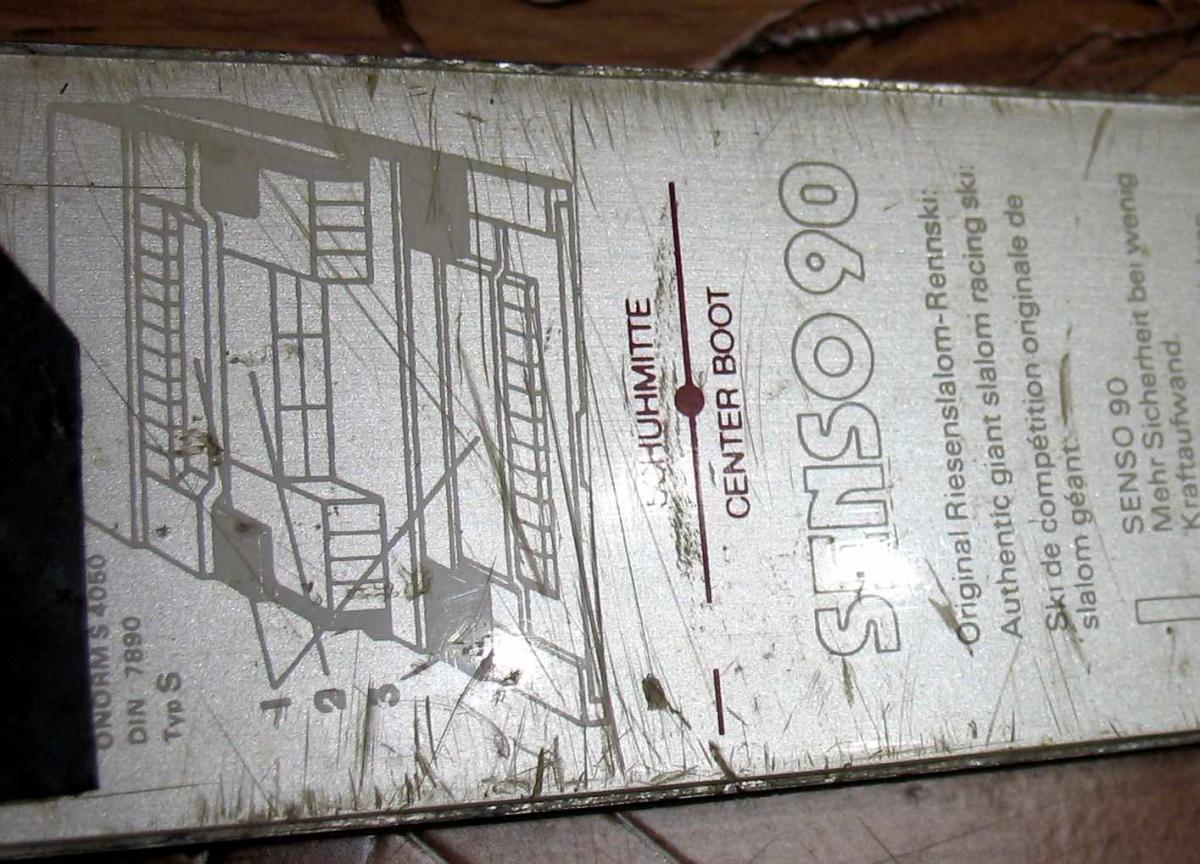 ÖNORM S 4050
DIN 7890
Typ S
1
2
3
SCHUHMITTE
CENTER BOOT
SENSO 90
Original Riesenslalom-Rennski:
Authentic giant slalom racing ski:
Ski de compétition originale de
slalom géant:
SENSO 90
Mehr Sicherheit bei wenig
Kraftaufwand.